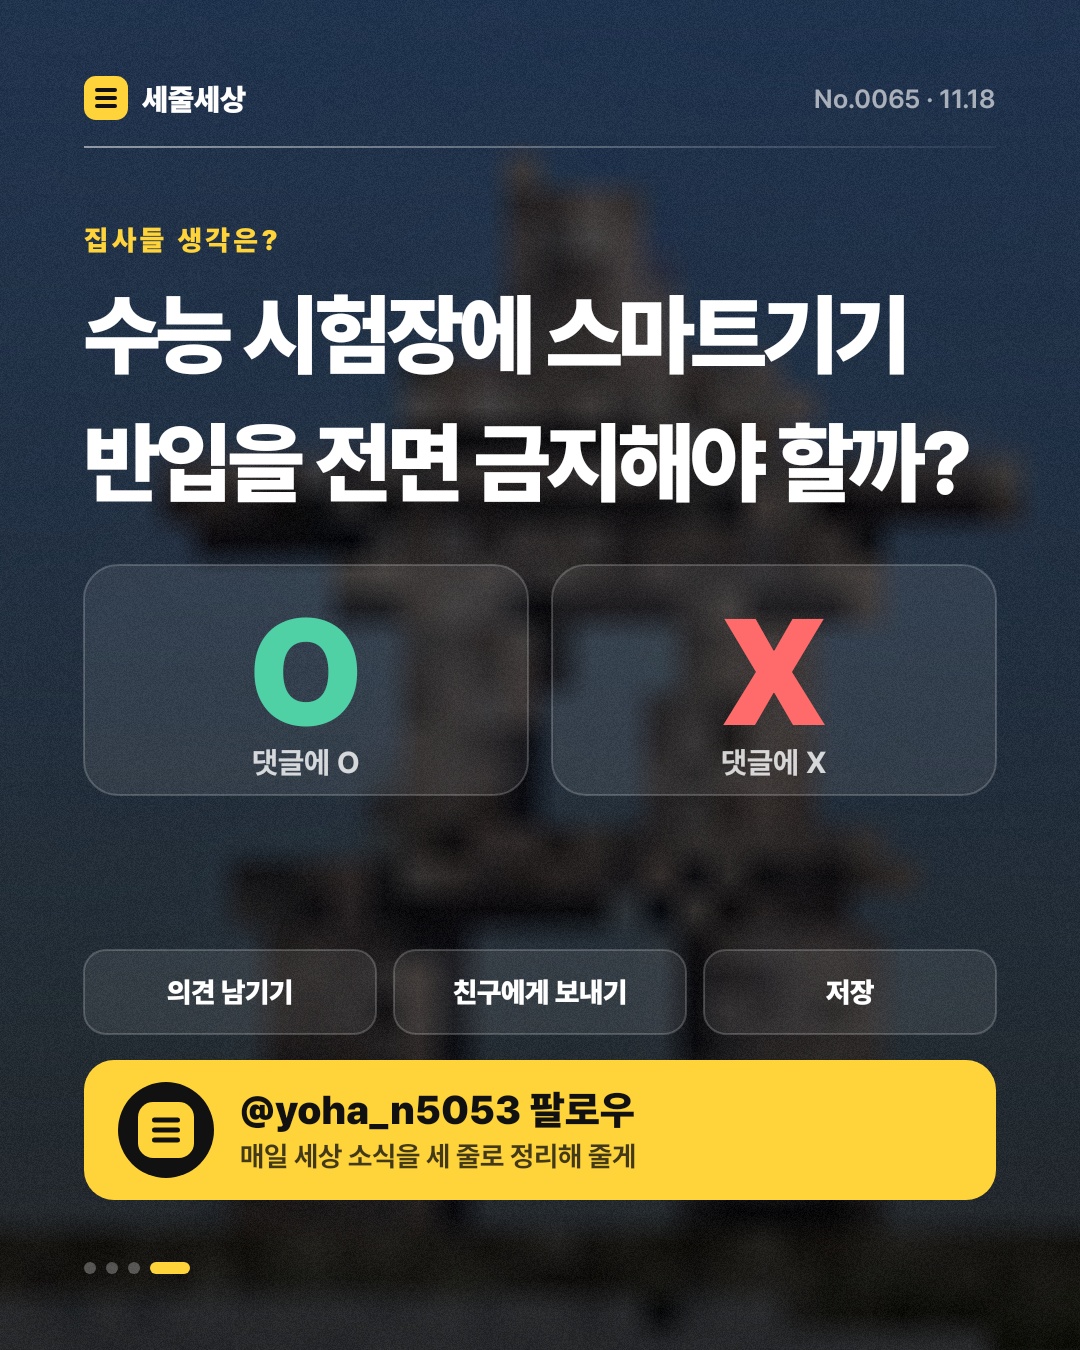 세줄세상
No.0065 · 11.18
집사들 생각은?
수능 시험장에 스마트기기
반입을 전면 금지해야 할까?
O
댓글에 O
X
댓글에 X
의견 남기기
친구에게 보내기
저장
@yoha_n5053 팔로우
매일 세상 소식을 세 줄로 정리해 줄게